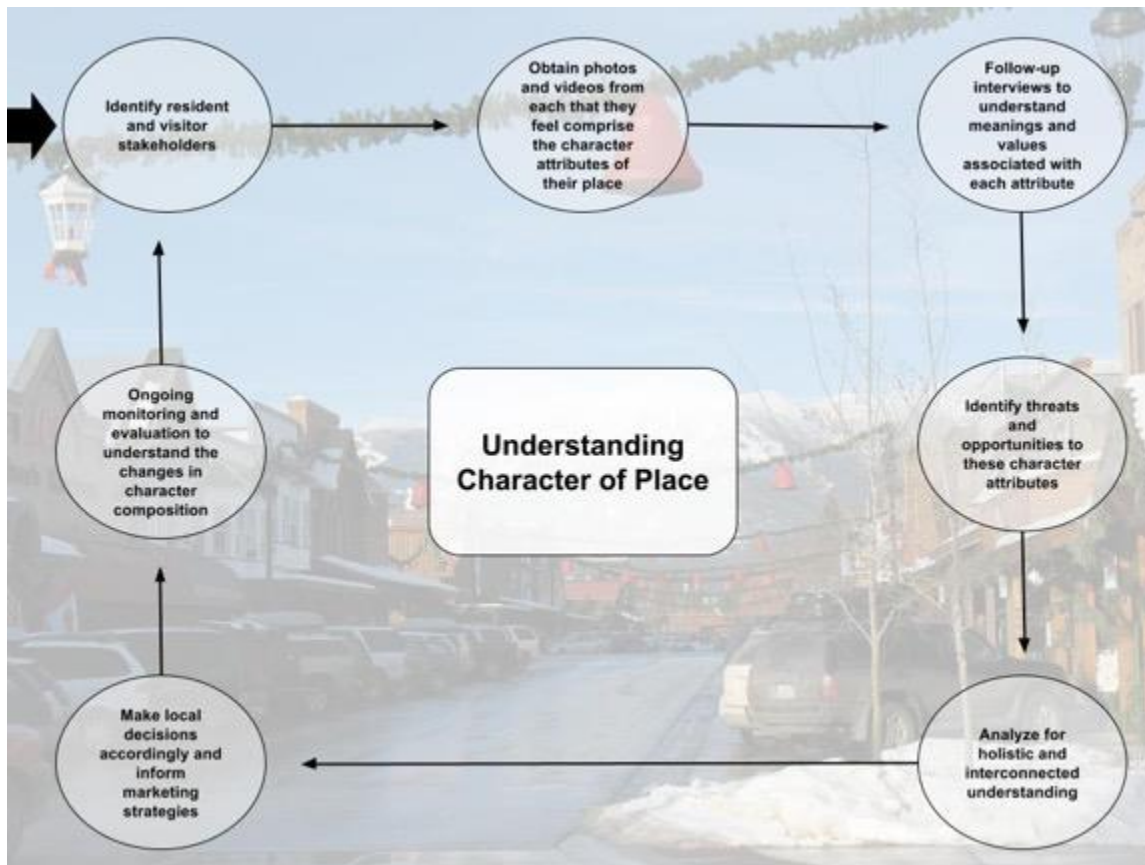 Identify resident
and visitor
stakeholders
Obtain photos
and videos from
each that they
feel comprise
the character
attributes of
their place
Follow-up
interviews to
understand
meanings and
values
associated with
each attribute
Identify threats
and
opportunities to
these character
attributes
Analyze for
holistic and
interconnected
understanding
Make local
decisions
accordingly and
inform
marketing
strategies
Ongoing
monitoring and
evaluation to
understand the
changes in
character
composition
Understanding
Character of Place